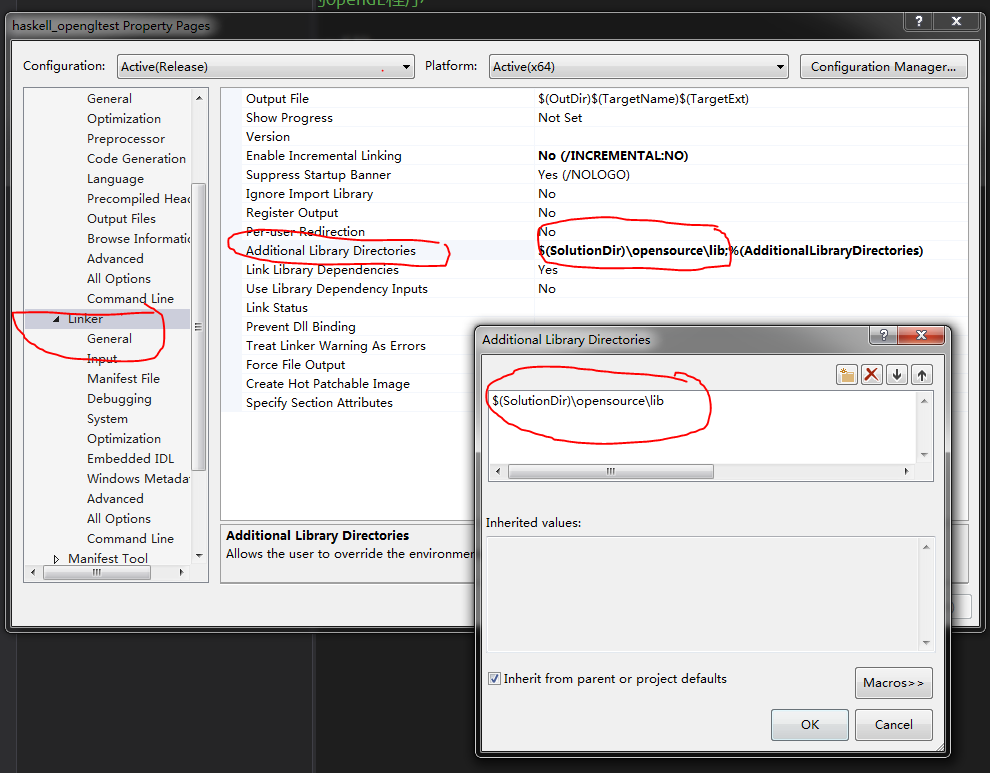 haskell_opengltest Property Pages
Configuration: Active(Release) Platform: Active(x64) Configuration Manager...
General
Optimization
Preprocessor
Code Generation
Language
Precompiled Head
Output Files
Browse Informatic
Advanced
All Options
Command Line
Linker
General
Input
Manifest File
Debugging
System
Optimization
Embedded IDL
Windows Metada
Advanced
All Options
Command Line
Manifest Tool
Output File $(OutDir)$(TargetName)$(TargetExt)
Show Progress Not Set
Version
Enable Incremental Linking No (/INCREMENTAL:NO)
Suppress Startup Banner Yes (/NOLOGO)
Ignore Import Library No
Register Output No
Per-user Redirection No
Additional Library Directories $(SolutionDir)\opensource\lib;%(AdditionalLibraryDirectories)
Link Library Dependencies Yes
Use Library Dependency Inputs No
Link Status
Prevent Dll Binding
Treat Linker Warning As Errors
Force File Output
Create Hot Patchable Image
Specify Section Attributes
Additional Library Directories
Allows the user to override the environmen
Additional Library Directories
$(SolutionDir)\opensource\lib
Inherited values:
Inherit from parent or project defaults
Macros>>
OK Cancel